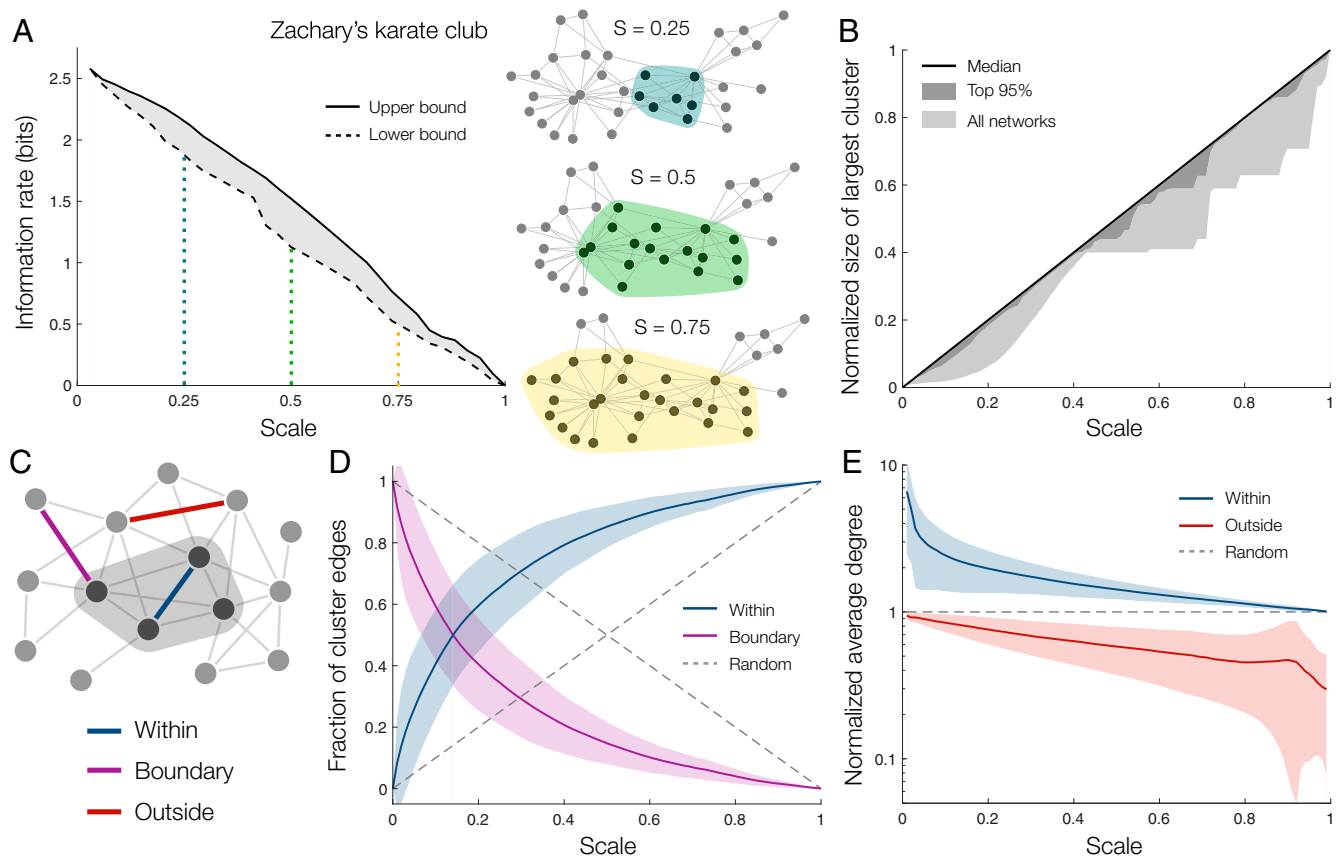 A
Zachary's karate club
Information rate (bits)
2.5
2
1.5
1
0.5
0
Upper bound
Lower bound
0
0.25
0.5
0.75
1
Scale
S = 0.25
S = 0.5
S = 0.75
B
Normalized size of largest cluster
1
0.8
0.6
0.4
0.2
0
Median
Top 95%
All networks
0
0.2
0.4
0.6
0.8
1
Scale
C
Within
Boundary
Outside
D
Fraction of cluster edges
1
0.8
0.6
0.4
0.2
0
Within
Boundary
Random
0
0.2
0.4
0.6
0.8
1
Scale
E
Normalized average degree
10
1
0.1
Within
Outside
Random
0
0.2
0.4
0.6
0.8
1
Scale